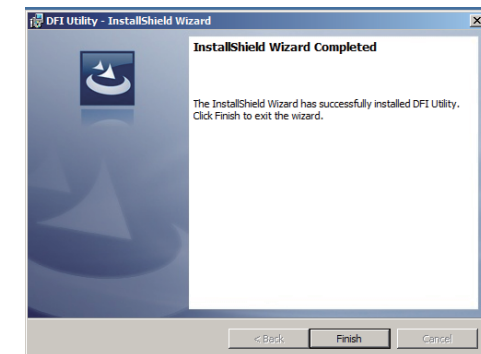 DFI Utility - InstallShield Wizard
InstallShield Wizard Completed
The InstallShield Wizard has successfully installed DFI Utility.
Click Finish to exit the wizard.
< Back
Finish
Cancel